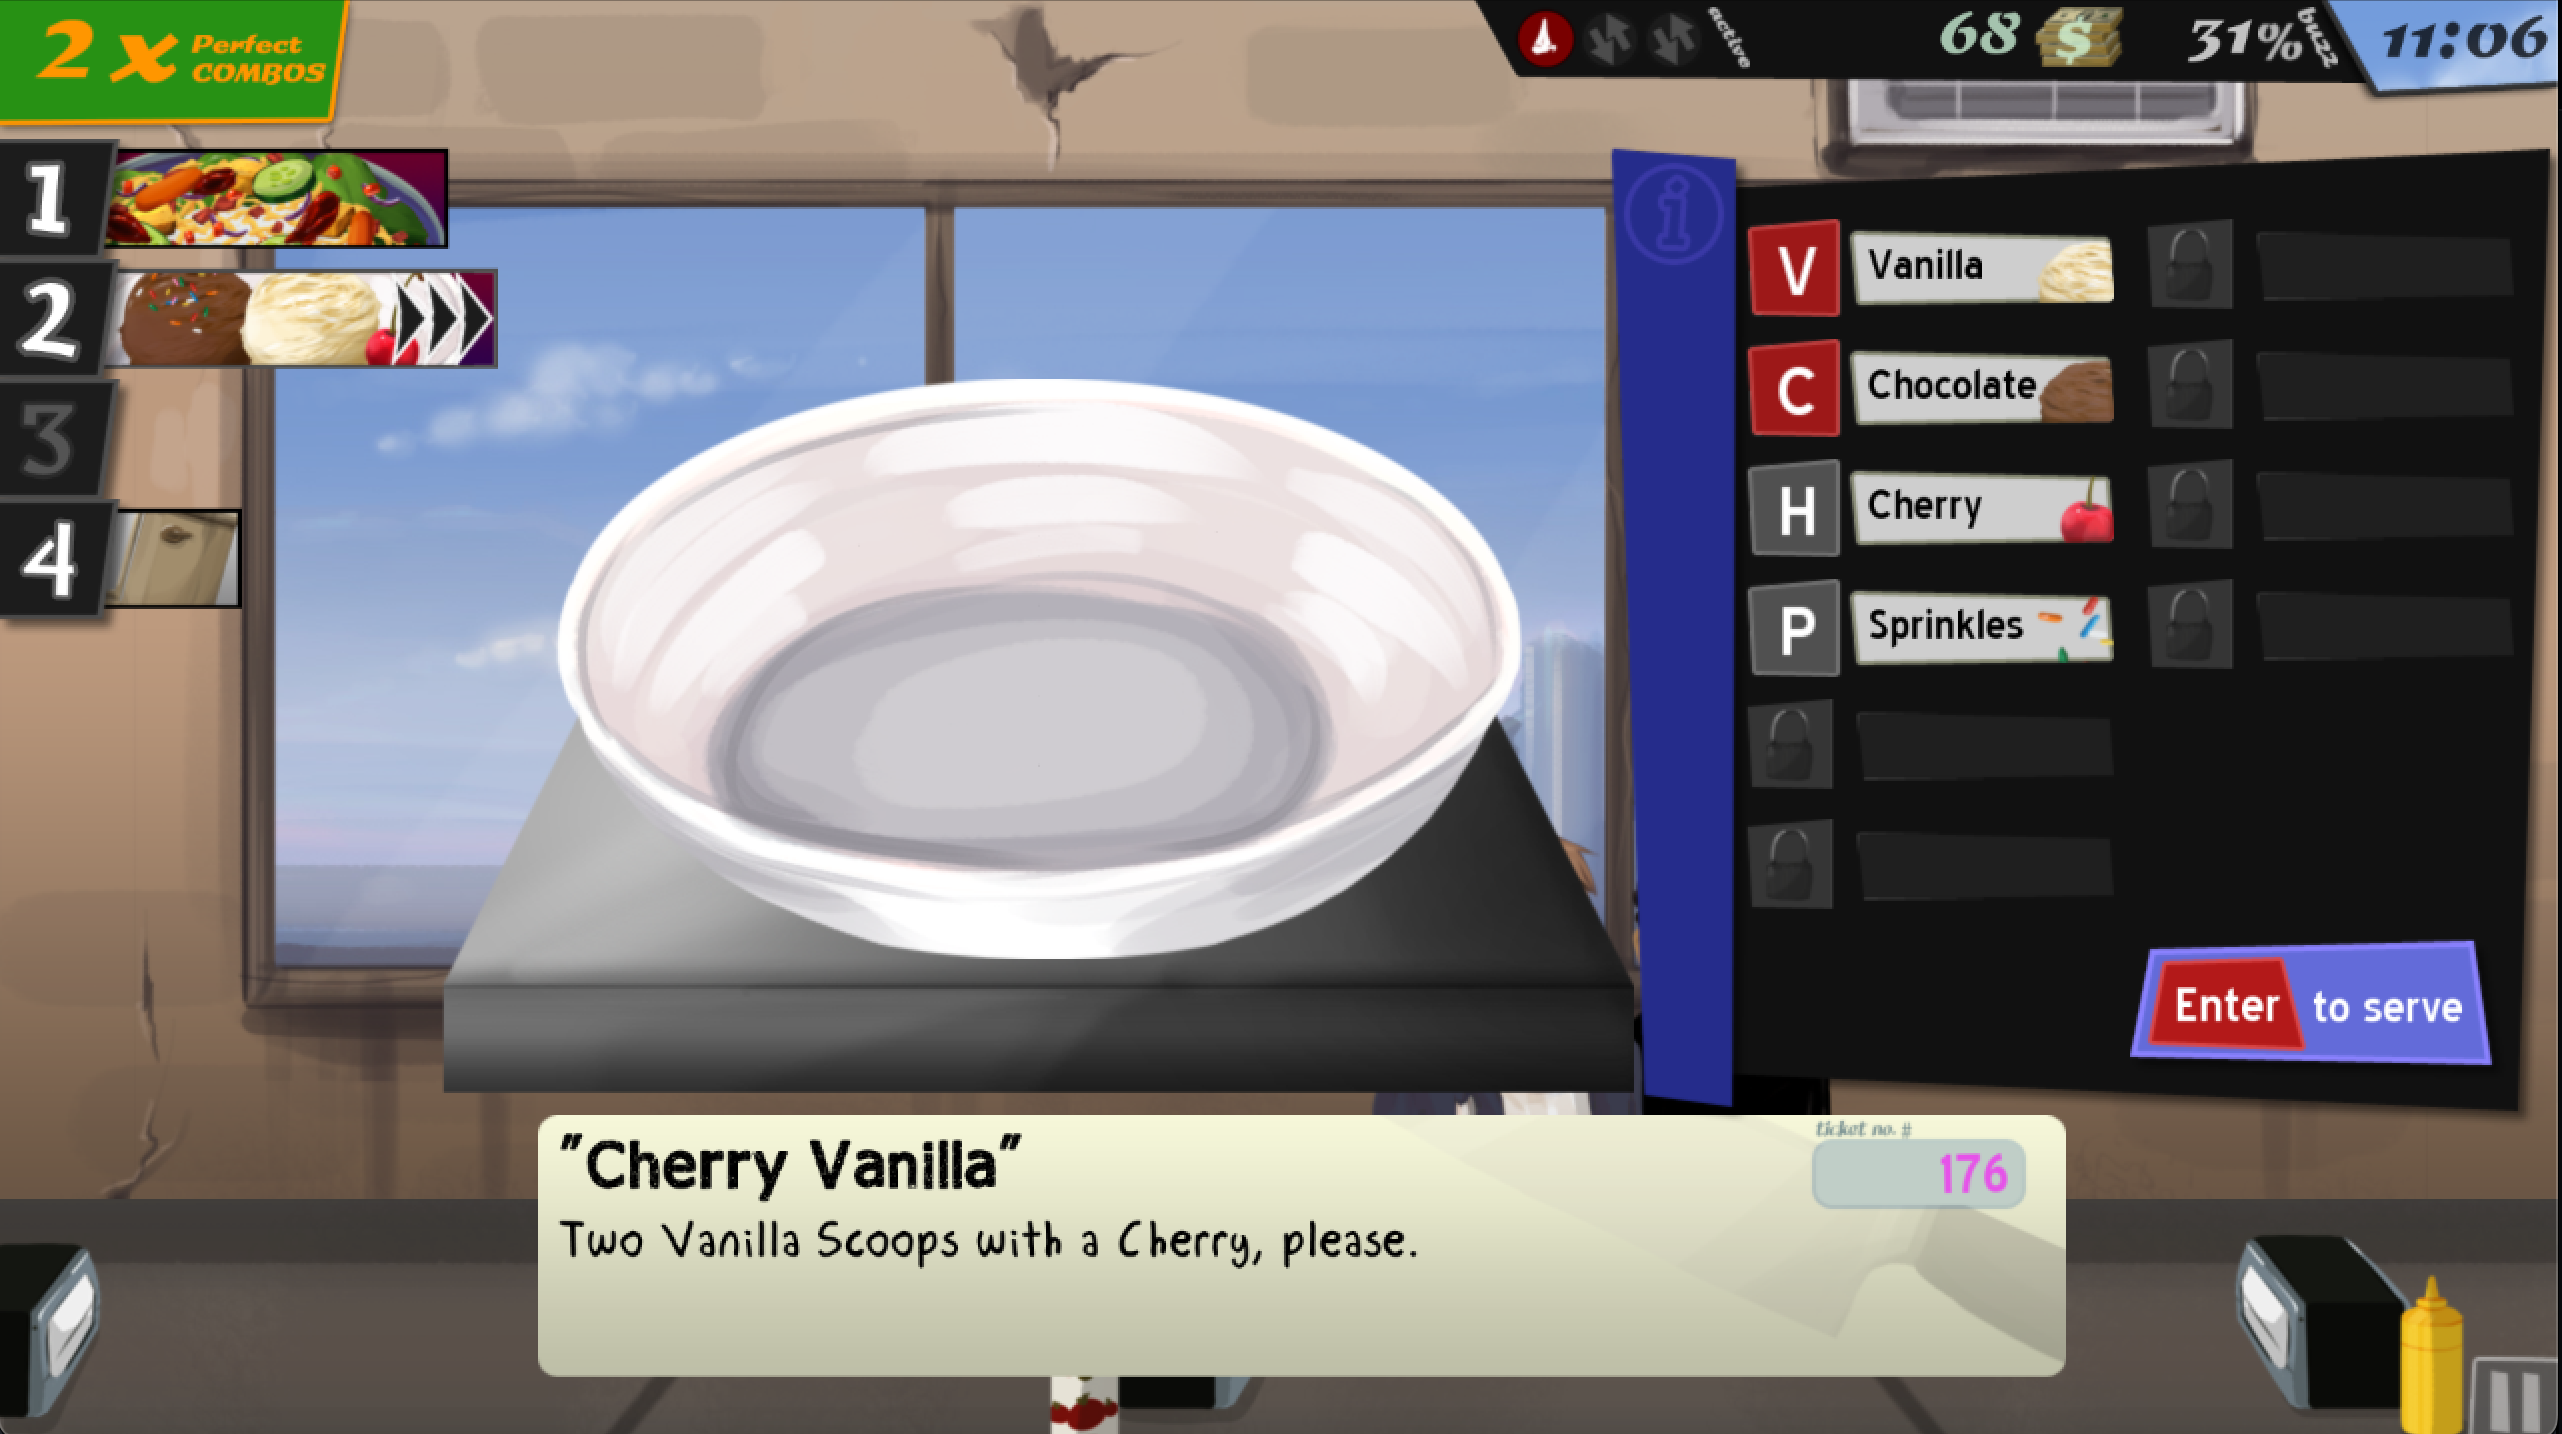 2 x Perfect COMBOS
active
68 $
31% buzz
11:06
1
2
3
4
i
V Vanilla
C Chocolate
H Cherry
P Sprinkles
Enter to serve
"Cherry Vanilla"
ticket no. #
176
Two Vanilla Scoops with a Cherry, please.